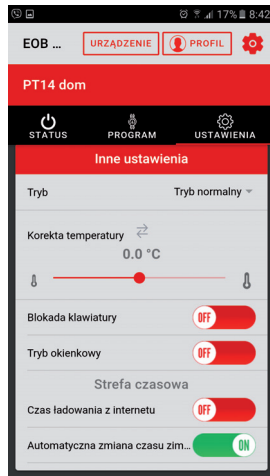 17% 8:42
EOB ... URZĄDZENIE PROFIL
PT14 dom
STATUS PROGRAM USTAWIENIA
Inne ustawienia
Tryb Tryb normalny
Korekta temperatury
0.0 °C
Blokada klawiatury OFF
Tryb okienkowy OFF
Strefa czasowa
Czas ładowania z internetu OFF
Automatyczna zmiana czasu zim... ON